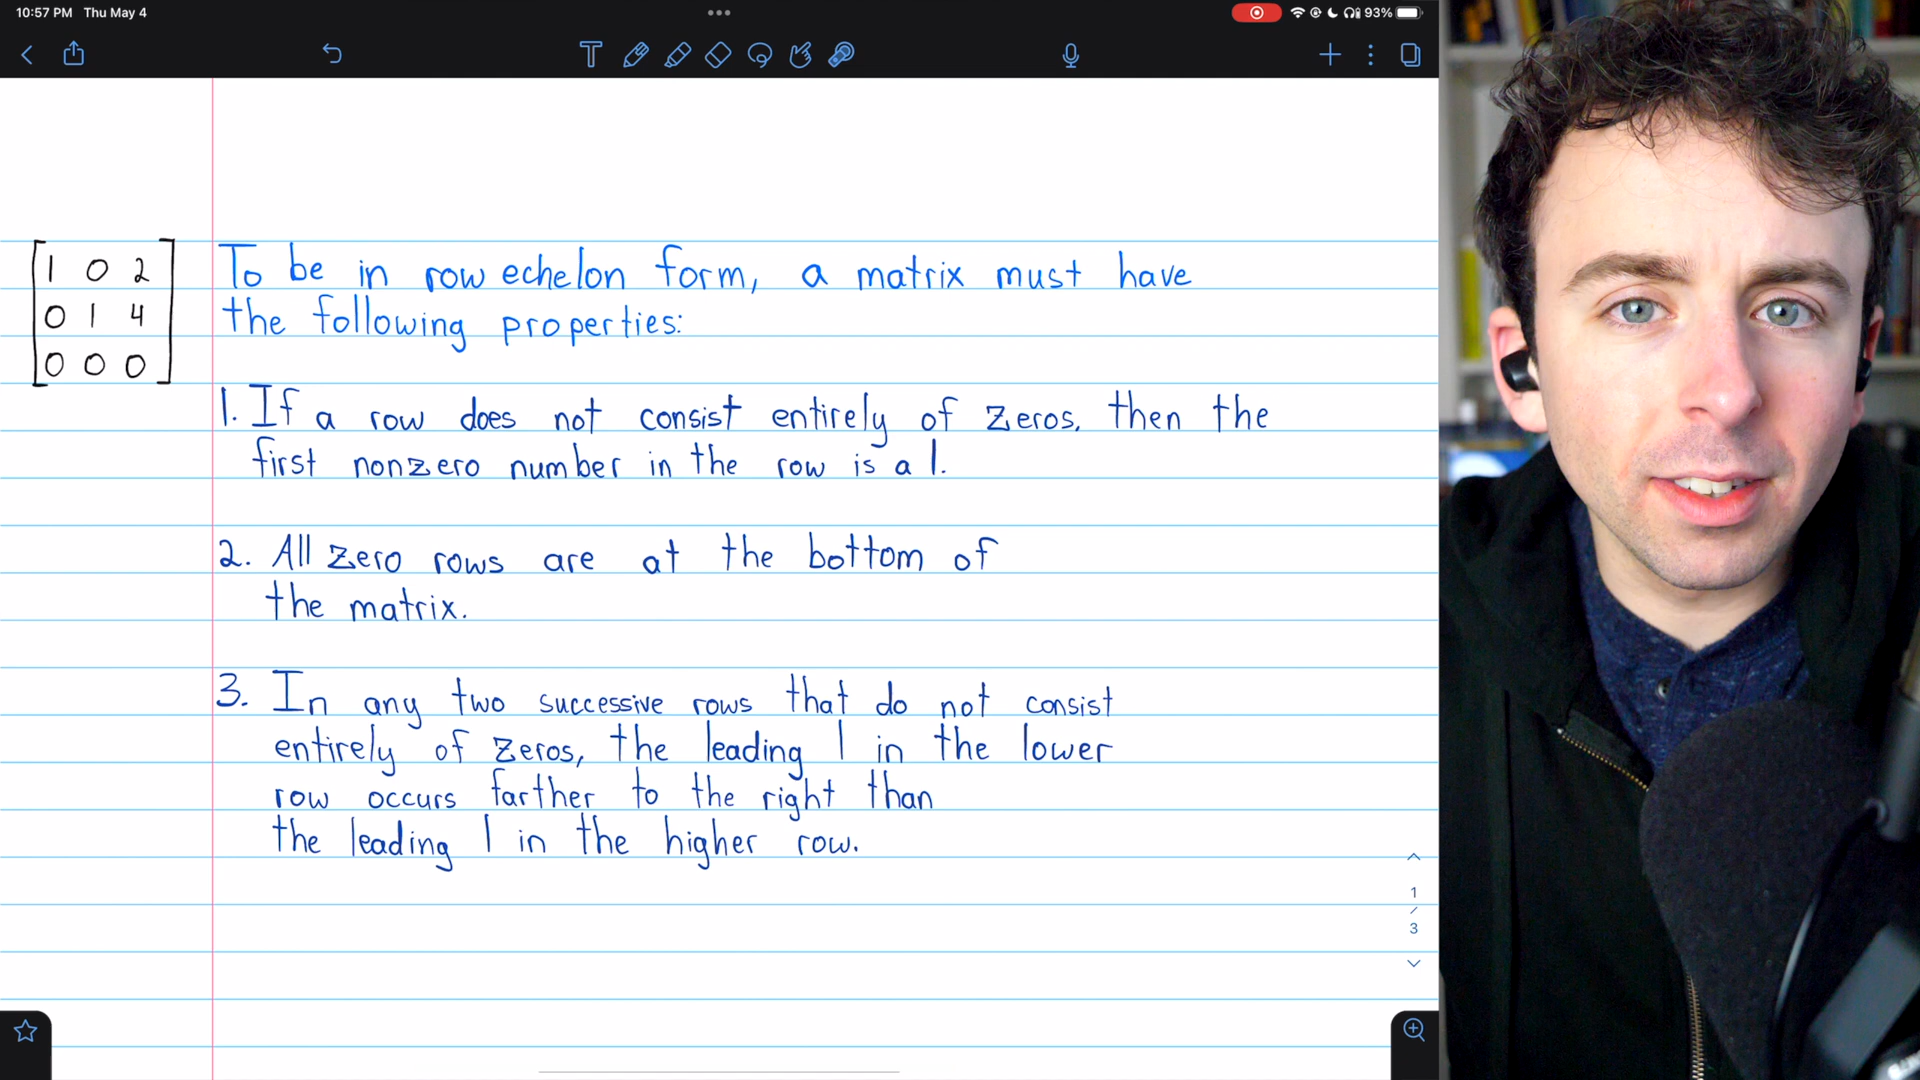 10:57 PM Thu May 4
93%
1 0 2
0 1 4
0 0 0
To be in row echelon form, a matrix must have
the following properties:
1. If a row does not consist entirely of zeros, then the
first nonzero number in the row is a 1.
2. All zero rows are at the bottom of
the matrix.
3. In any two successive rows that do not consist
entirely of zeros, the leading 1 in the lower
row occurs farther to the right than
the leading 1 in the higher row.
1
/
3